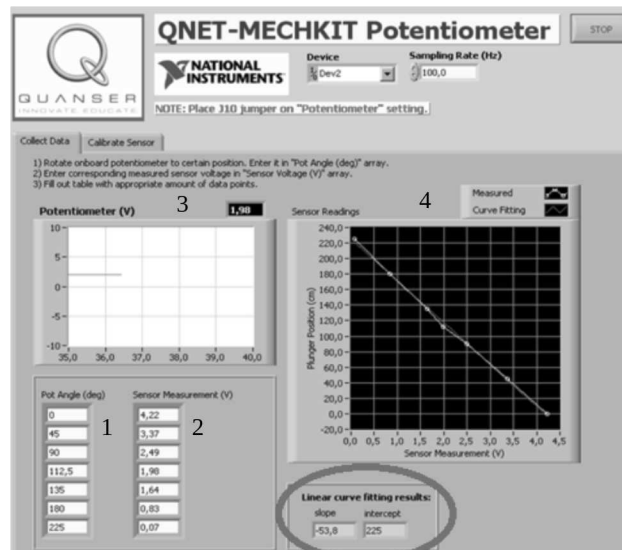 QUANSER
INNOVATE EDUCATE
QNET-MECHKIT Potentiometer
STOP
NATIONAL INSTRUMENTS
Device
Dev2
Sampling Rate (Hz)
100,0
NOTE: Place J10 jumper on "Potentiometer" setting.
Collect Data
Calibrate Sensor
1) Rotate onboard potentiometer to certain position. Enter it in "Pot Angle (deg)" array.
2) Enter corresponding measured sensor voltage in "Sensor Voltage (V)" array.
3) Fill out table with appropriate amount of data points.
Potentiometer (V)
3
1,98
10
5
0
-5
-10
35,0 36,0 37,0 38,0 39,0 40,0
Sensor Readings
4
Measured
Curve Fitting
Plunger Position (cm)
240,0
220,0
200,0
180,0
160,0
140,0
120,0
100,0
80,0
60,0
40,0
20,0
0,0
-20,0
0,0 0,5 1,0 1,5 2,0 2,5 3,0 3,5 4,0 4,5
Sensor Measurement (V)
Pot Angle (deg)
0
45
90
112,5
135
180
225
1
Sensor Measurement (V)
4,22
3,37
2,49
1,98
1,64
0,83
0,07
2
Linear curve fitting results:
slope intercept
-53,8 225